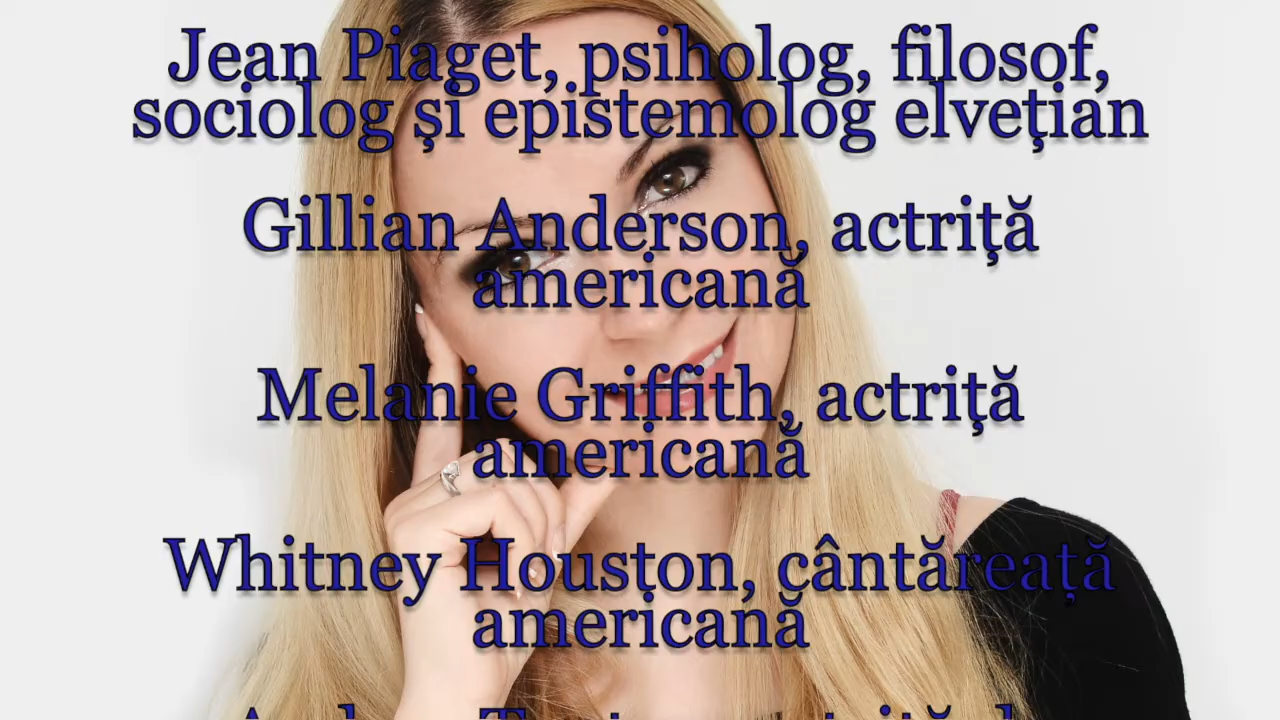 Jean Piaget, psiholog, filosof,
sociolog și epistemolog elvețian
Gillian Anderson, actriță
americană
Melanie Griffith, actriță
americană
Whitney Houston, cântăreață
americană